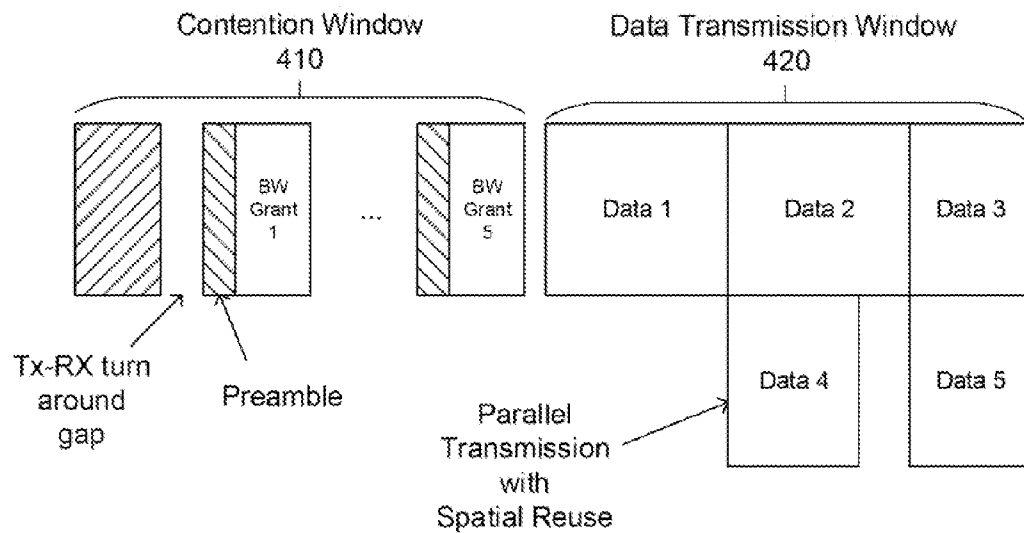 Contention Window
410
Data Transmission Window
420
BW
Grant
1
...
BW
Grant
5
Data 1
Data 2
Data 3
Data 4
Data 5
Tx-RX turn
around
gap
Preamble
Parallel
Transmission
with
Spatial Reuse